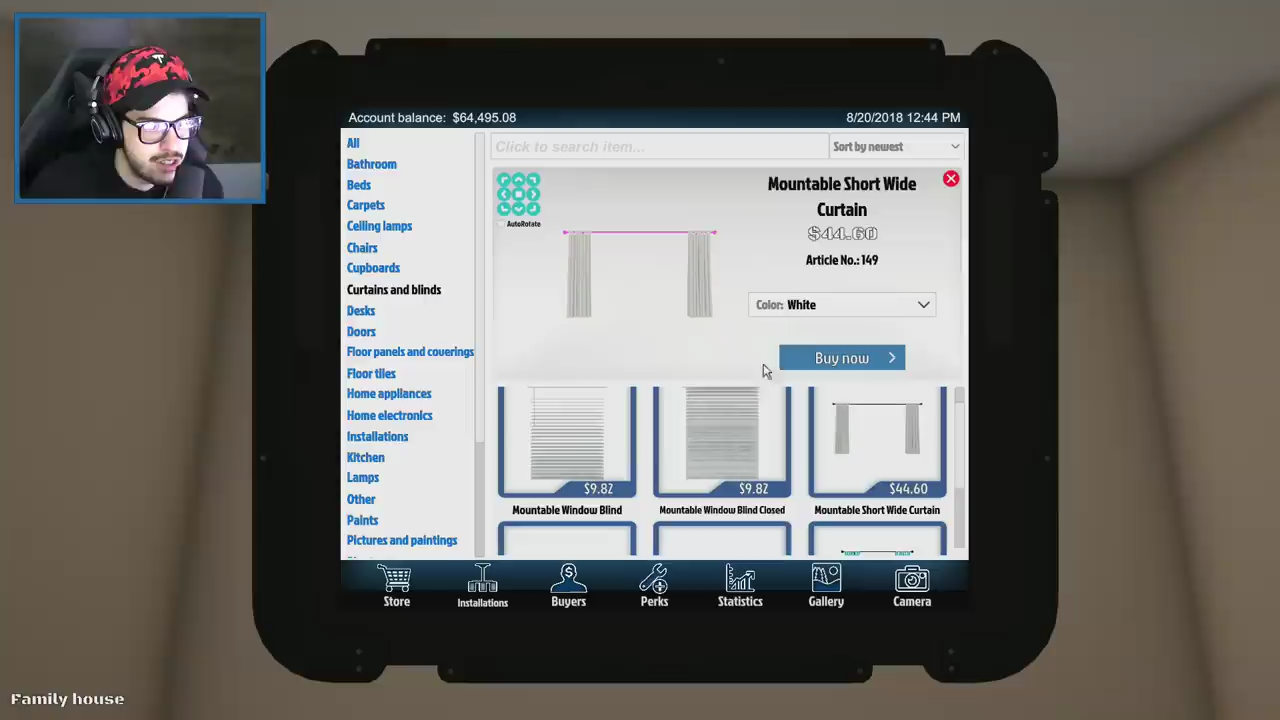 Account balance: $64,495.08
8/20/2018 12:44 PM
All
Bathroom
Beds
Carpets
Ceiling lamps
Chairs
Cupboards
Curtains and blinds
Desks
Doors
Floor panels and coverings
Floor tiles
Home appliances
Home electronics
Installations
Kitchen
Lamps
Other
Paints
Pictures and paintings
Click to search item...
Sort by newest
AutoRotate
Mountable Short Wide
Curtain
$44.60
Article No.: 149
Color: White
Buy now
$9.82
$9.82
$44.60
Mountable Window Blind
Mountable Window Blind Closed
Mountable Short Wide Curtain
Store
Installations
Buyers
Perks
Statistics
Gallery
Camera
Family house